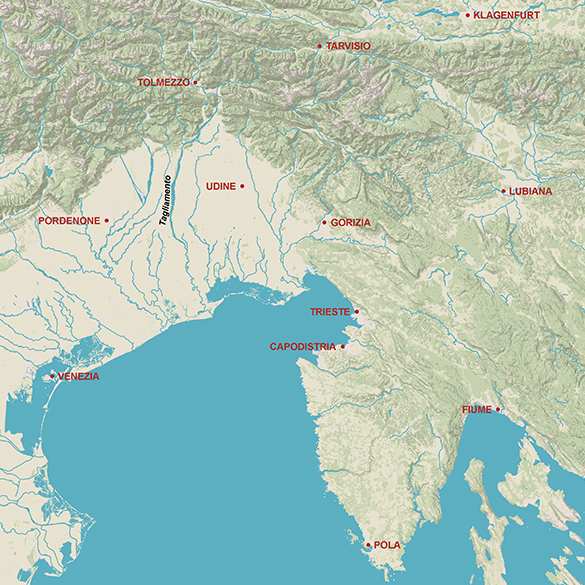 KLAGENFURT
TARVISIO
TOLMEZZO
Tagliamento
UDINE
LUBIANA
PORDENONE
GORIZIA
TRIESTE
CAPODISTRIA
VENEZIA
FIUME
POLA